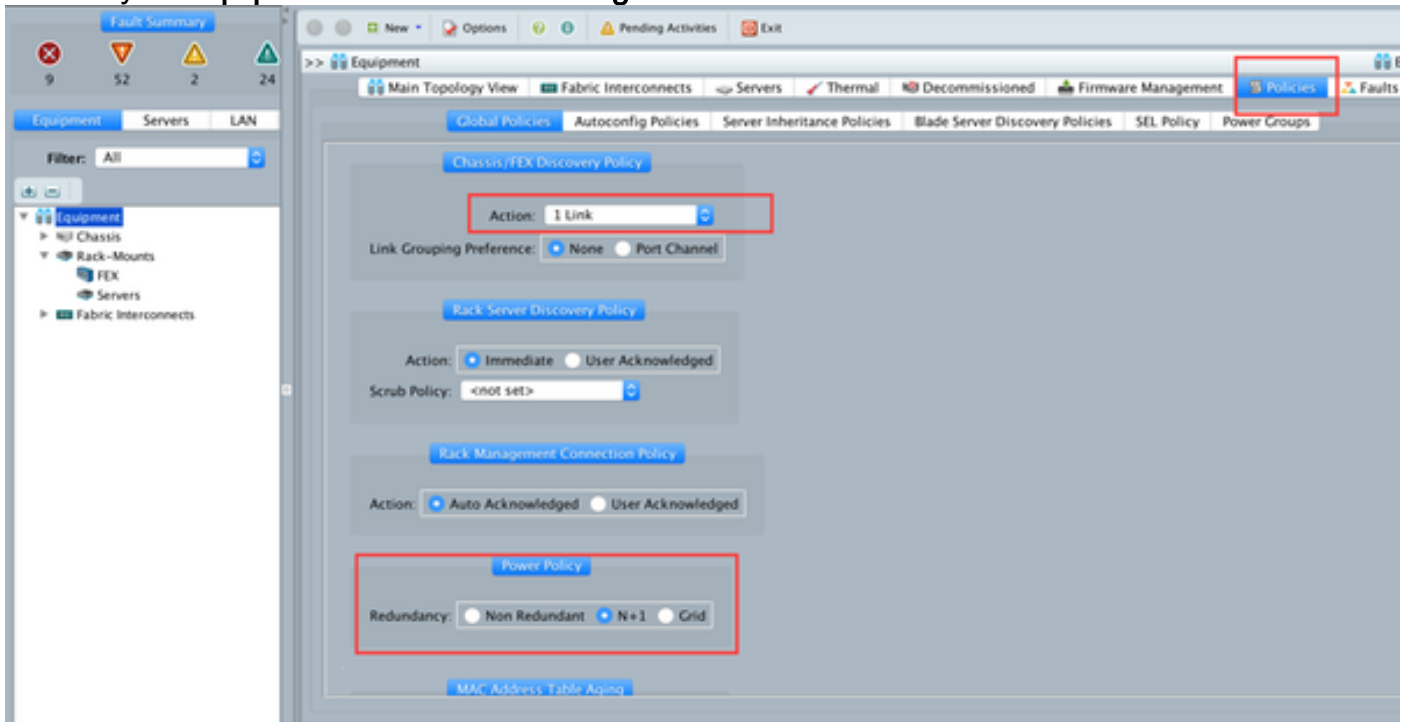 Fault Summary
9 52 2 24
New Options Pending Activities Exit
>> Equipment
Main Topology View Fabric Interconnects Servers Thermal Decommissioned Firmware Management Policies Faults
Equipment Servers LAN
Global Policies Autoconfig Policies Server Inheritance Policies Blade Server Discovery Policies SEL Policy Power Groups
Filter: All
Equipment
Chassis
Rack-Mounts
FEX
Servers
Fabric Interconnects
Chassis/FEX Discovery Policy
Action: 1 Link
Link Grouping Preference: None Port Channel
Rack Server Discovery Policy
Action: Immediate User Acknowledged
Scrub Policy: <not set>
Rack Management Connection Policy
Action: Auto Acknowledged User Acknowledged
Power Policy
Redundancy: Non Redundant N+1 Grid
MAC Address Table Aging